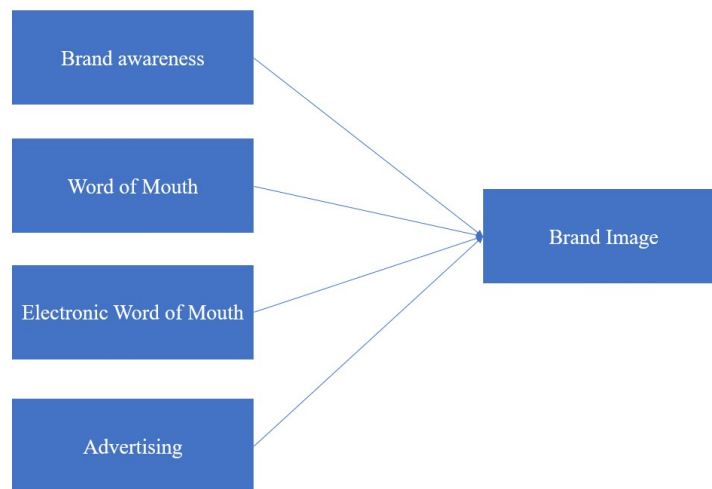 Brand awareness
Word of Mouth
Brand Image
Electronic Word of Mouth
Advertising